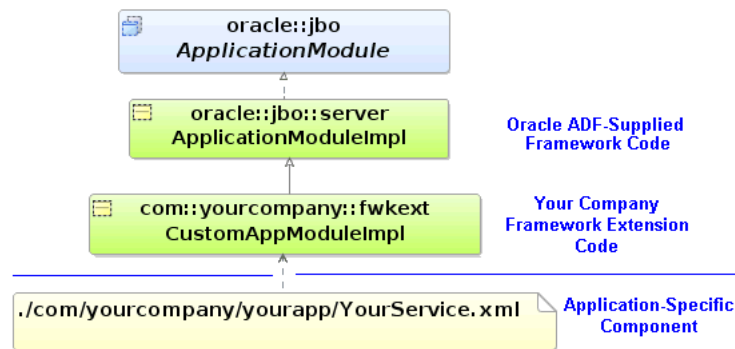 oracle::jbo
ApplicationModule
oracle::jbo::server
ApplicationModuleImpl
Oracle ADF-Supplied
Framework Code
com::yourcompany::fwkext
CustomAppModuleImpl
Your Company
Framework Extension
Code
./com/yourcompany/yourapp/YourService.xml
Application-Specific
Component